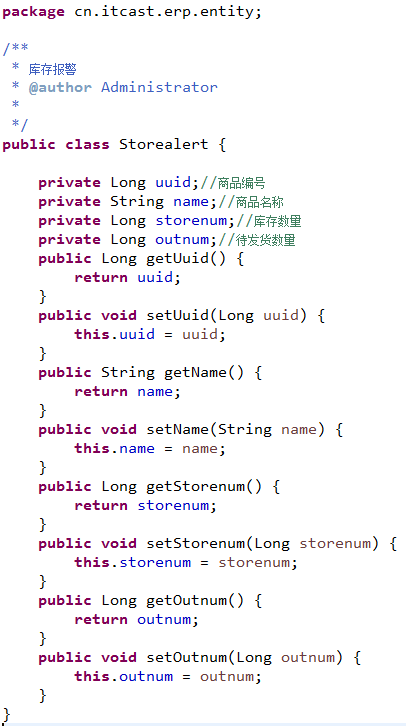 package cn.itcast.erp.entity;
/**
 * 库存报警
 * @author Administrator
 *
 */
public class Storealert {
    private Long uuid;//商品编号
    private String name;//商品名称
    private Long storenum;//库存数量
    private Long outnum;//待发货数量
    public Long getUuid() {
        return uuid;
    }
    public void setUuid(Long uuid) {
        this.uuid = uuid;
    }
    public String getName() {
        return name;
    }
    public void setName(String name) {
        this.name = name;
    }
    public Long getStorenum() {
        return storenum;
    }
    public void setStorenum(Long storenum) {
        this.storenum = storenum;
    }
    public Long getOutnum() {
        return outnum;
    }
    public void setOutnum(Long outnum) {
        this.outnum = outnum;
    }
}